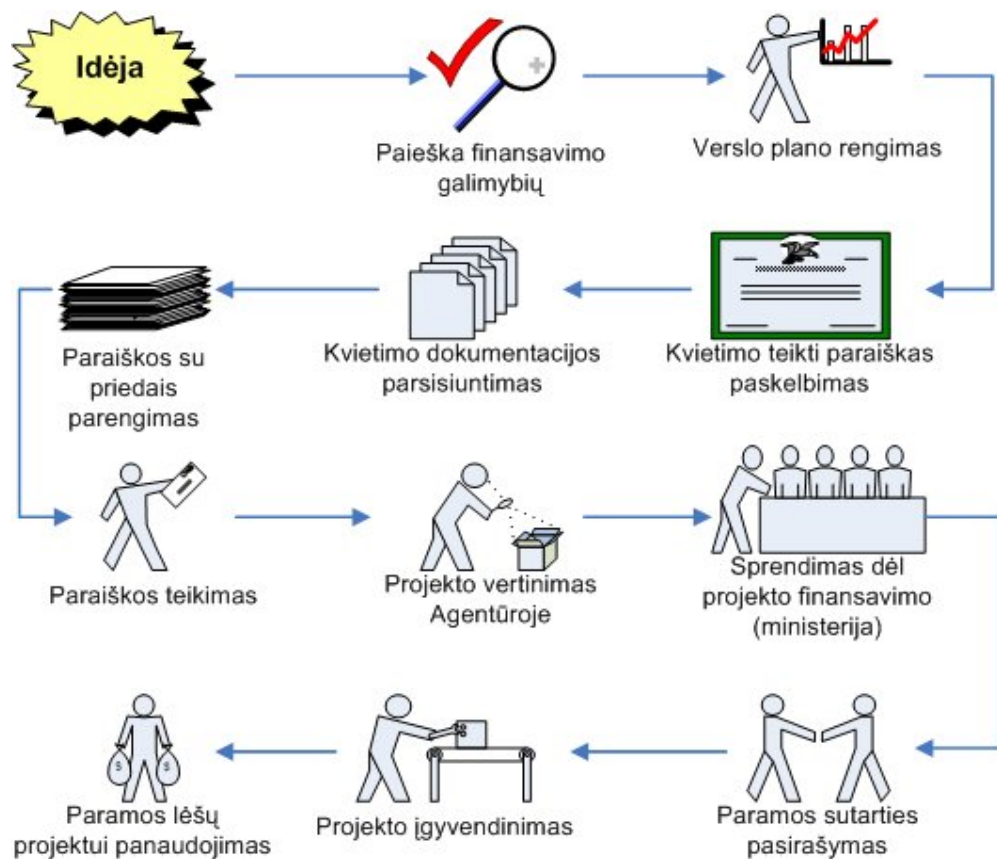 Idėja
Paieška finansavimo
galimybių
Verslo plano rengimas
Kvietimo teikti paraiškas
paskelbimas
Kvietimo dokumentacijos
parsisiuntimas
Paraiškos su
priedais
parengimas
Paraiškos teikimas
Projekto vertinimas
Agentūroje
Sprendimas dėl
projekto finansavimo
(ministerija)
Paramos sutarties
pasirašymas
Projekto įgyvendinimas
$ $
Paramos lėšų
projektui panaudojimas